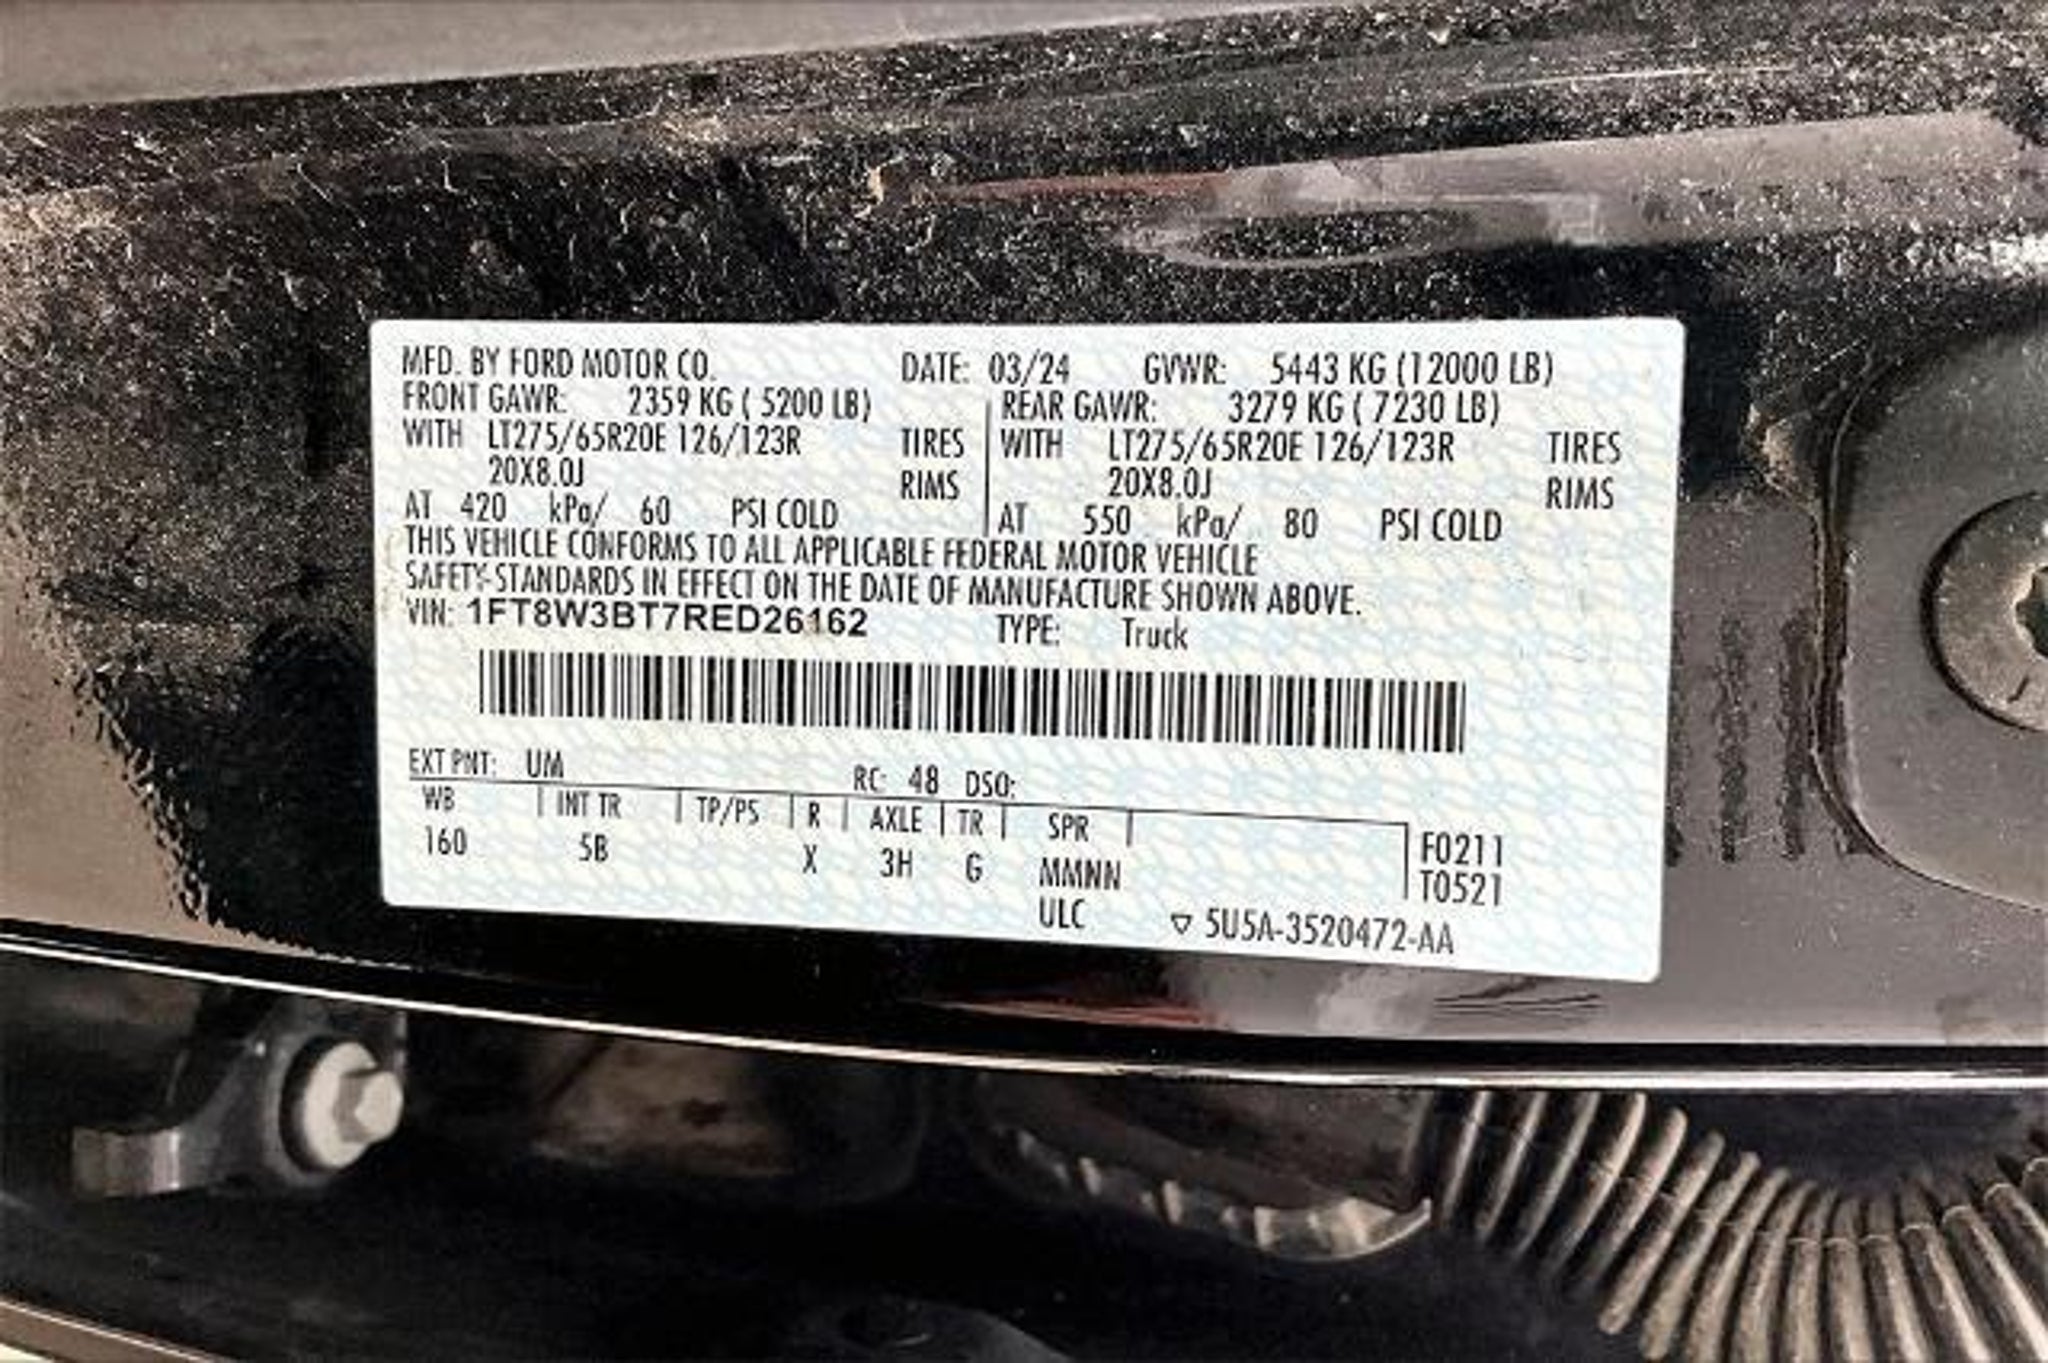 MFD. BY FORD MOTOR CO. DATE: 03/24 GVWR: 5443 KG (12000 LB)
FRONT GAWR: 2359 KG ( 5200 LB) REAR GAWR: 3279 KG ( 7230 LB)
WITH LT275/65R20E 126/123R TIRES WITH LT275/65R20E 126/123R TIRES
20X8.0J RIMS 20X8.0J RIMS
AT 420 kPa/ 60 PSI COLD AT 550 kPa/ 80 PSI COLD
THIS VEHICLE CONFORMS TO ALL APPLICABLE FEDERAL MOTOR VEHICLE
SAFETY-STANDARDS IN EFFECT ON THE DATE OF MANUFACTURE SHOWN ABOVE.
VIN: 1FT8W3BT7RED26162 TYPE: Truck
EXT PNT: UM RC: 48 DSO:
WB INT TR TP/PS R AXLE TR SPR
160 5B X 3H G MMNN F0211
ULC T0521
▽ 5U5A-3520472-AA